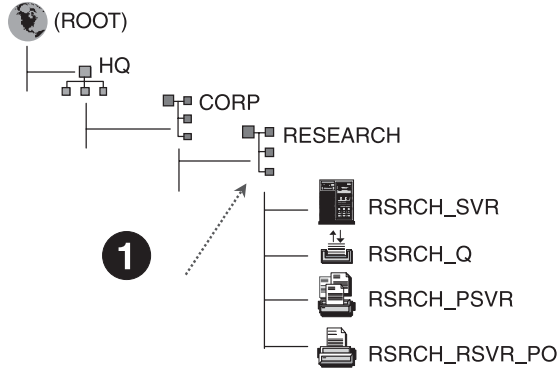 (ROOT)
HQ
CORP
RESEARCH
RSRCH_SVR
1
RSRCH_Q
RSRCH_PSVR
RSRCH_RSVR_PO